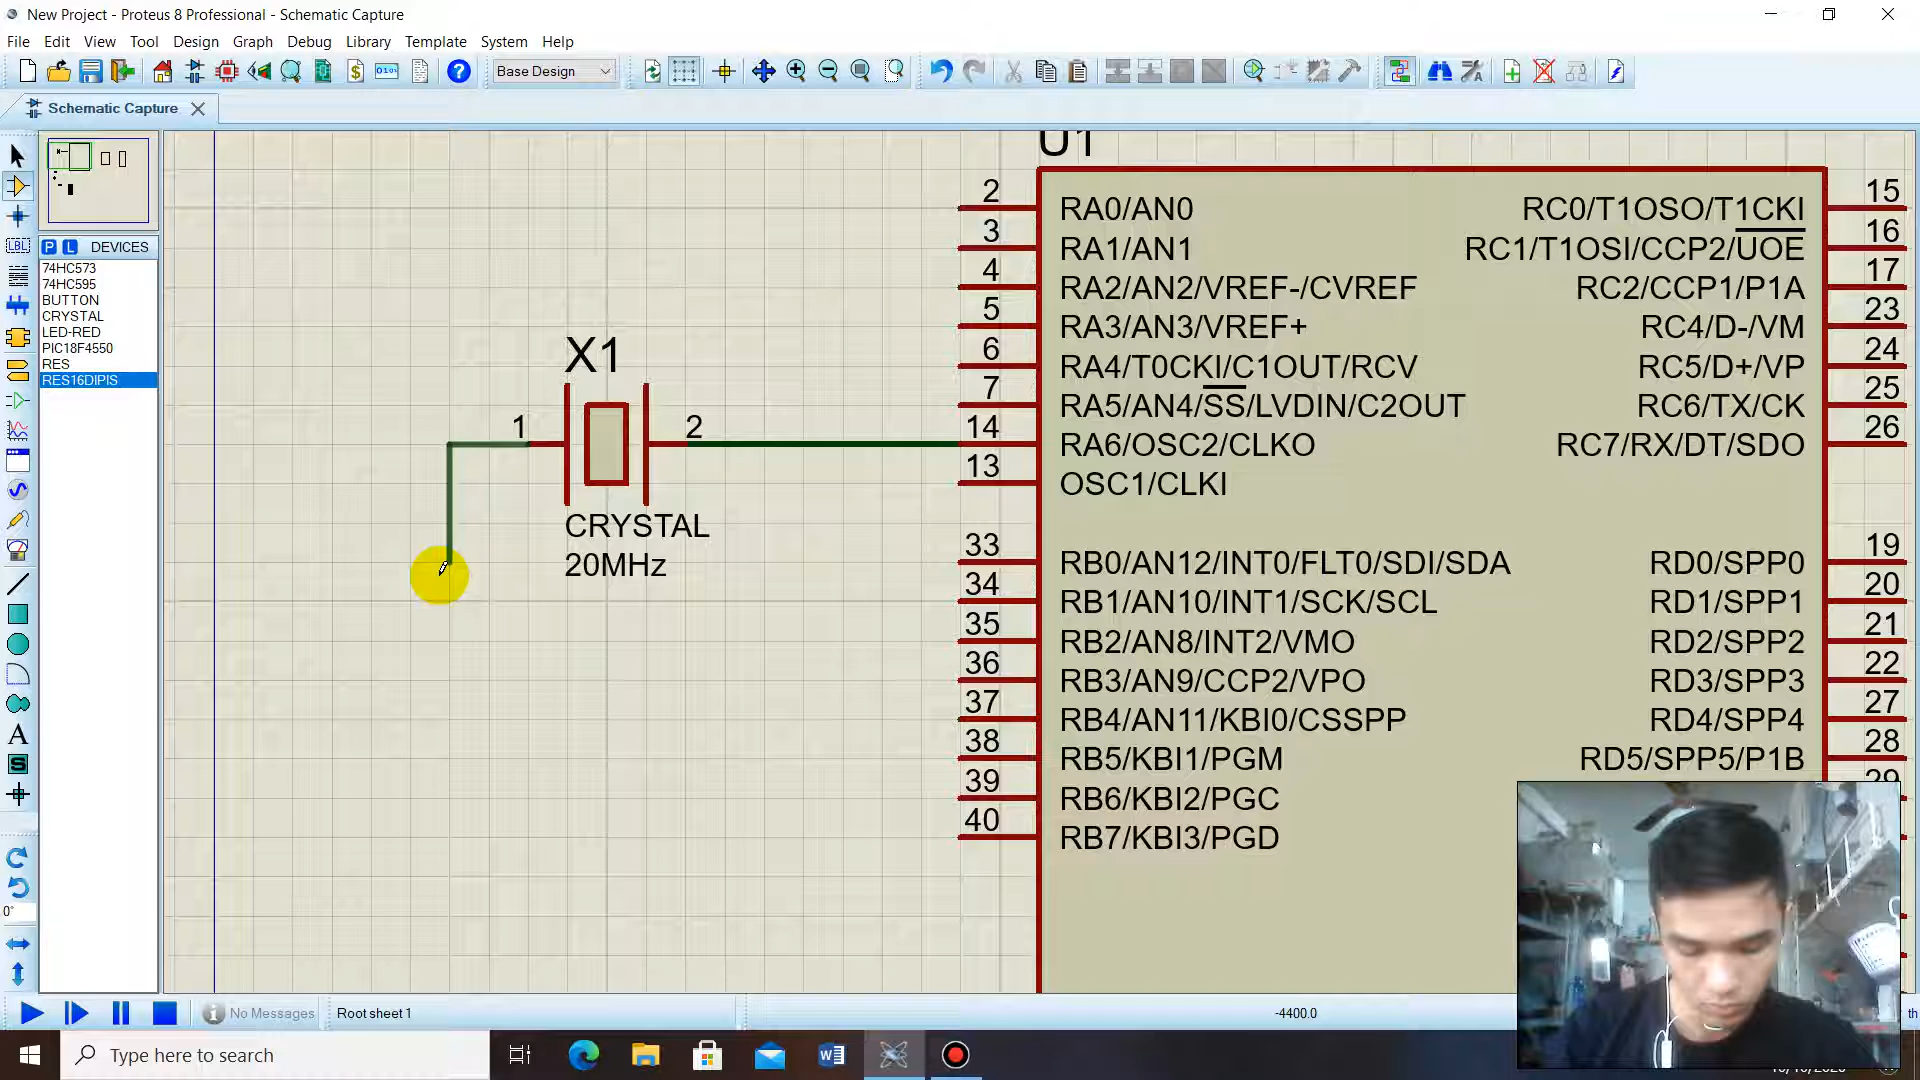 New Project - Proteus 8 Professional - Schematic Capture
File Edit View Tool Design Graph Debug Library Template System Help
Base Design
Schematic Capture
P L DEVICES
74HC573
74HC595
BUTTON
CRYSTAL
LED-RED
PIC18F4550
RES
RES16DIPIS
LBL
A
S
0°
X1
1
2
CRYSTAL
20MHz
U1
2 RA0/AN0 RC0/T1OSO/T1CKI 15
3 RA1/AN1 RC1/T1OSI/CCP2/UOE 16
4 RA2/AN2/VREF-/CVREF RC2/CCP1/P1A 17
5 RA3/AN3/VREF+ RC4/D-/VM 23
6 RA4/T0CKI/C1OUT/RCV RC5/D+/VP 24
7 RA5/AN4/SS/LVDIN/C2OUT RC6/TX/CK 25
14 RA6/OSC2/CLKO RC7/RX/DT/SDO 26
13 OSC1/CLKI
33 RB0/AN12/INT0/FLT0/SDI/SDA RD0/SPP0 19
34 RB1/AN10/INT1/SCK/SCL RD1/SPP1 20
35 RB2/AN8/INT2/VMO RD2/SPP2 21
36 RB3/AN9/CCP2/VPO RD3/SPP3 22
37 RB4/AN11/KBI0/CSSPP RD4/SPP4 27
38 RB5/KBI1/PGM RD5/SPP5/P1B 28
39 RB6/KBI2/PGC 29
40 RB7/KBI3/PGD
No Messages
Root sheet 1
-4400.0
th
Type here to search